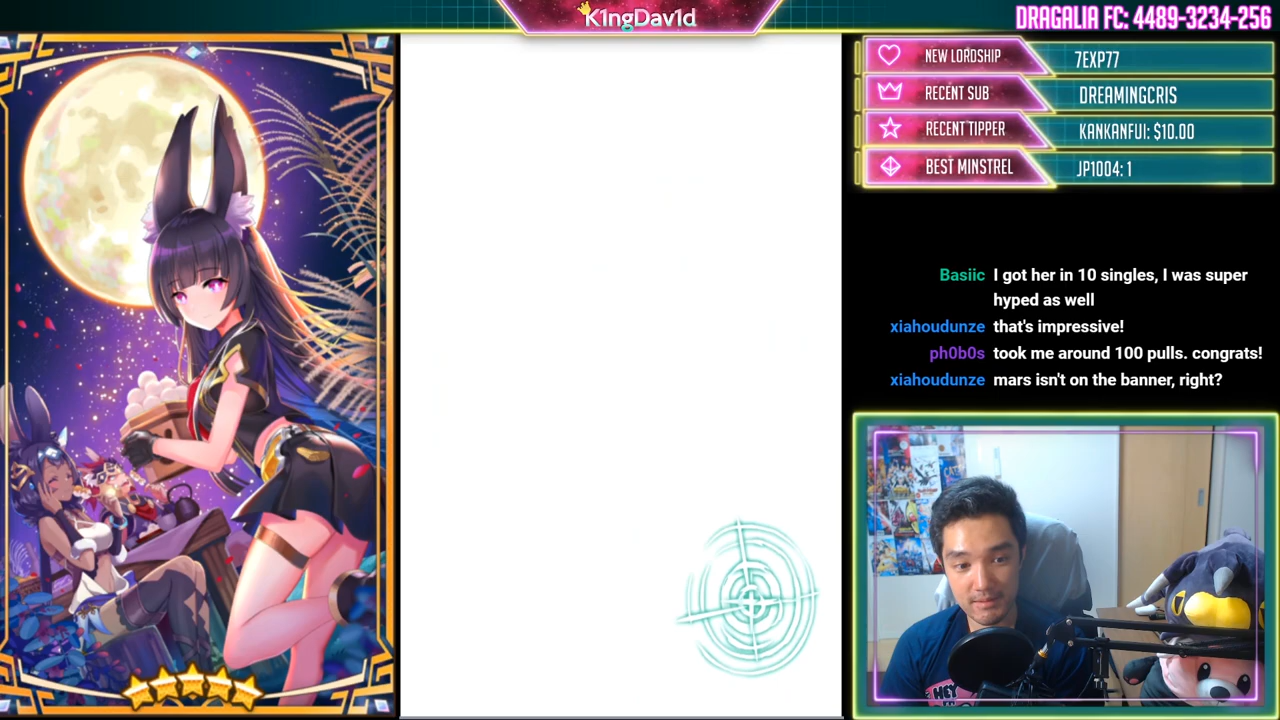 K1ngDav1d
DRAGALIA FC: 4489-3234-256
NEW LORDSHIP 7EXP77
RECENT SUB DREAMINGCRIS
RECENT TIPPER KANKANFUI: $10.00
BEST MINSTREL JP1004: 1
Basiic I got her in 10 singles, I was super
hyped as well
xiahoudunze that's impressive!
ph0b0s took me around 100 pulls. congrats!
xiahoudunze mars isn't on the banner, right?
HEY